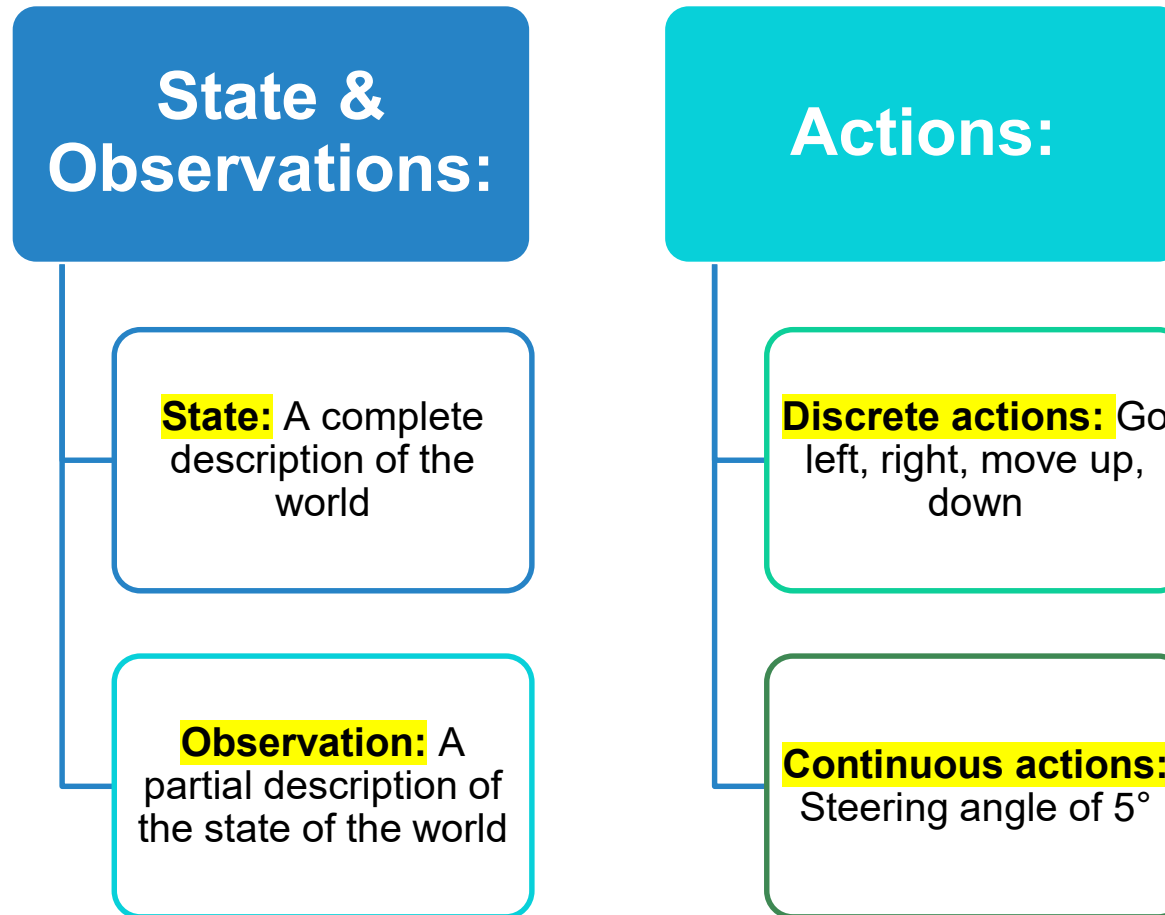 State &
Observations:
State: A complete
description of the
world
Observation: A
partial description of
the state of the world
Actions:
Discrete actions: Go
left, right, move up,
down
Continuous actions:
Steering angle of 5°